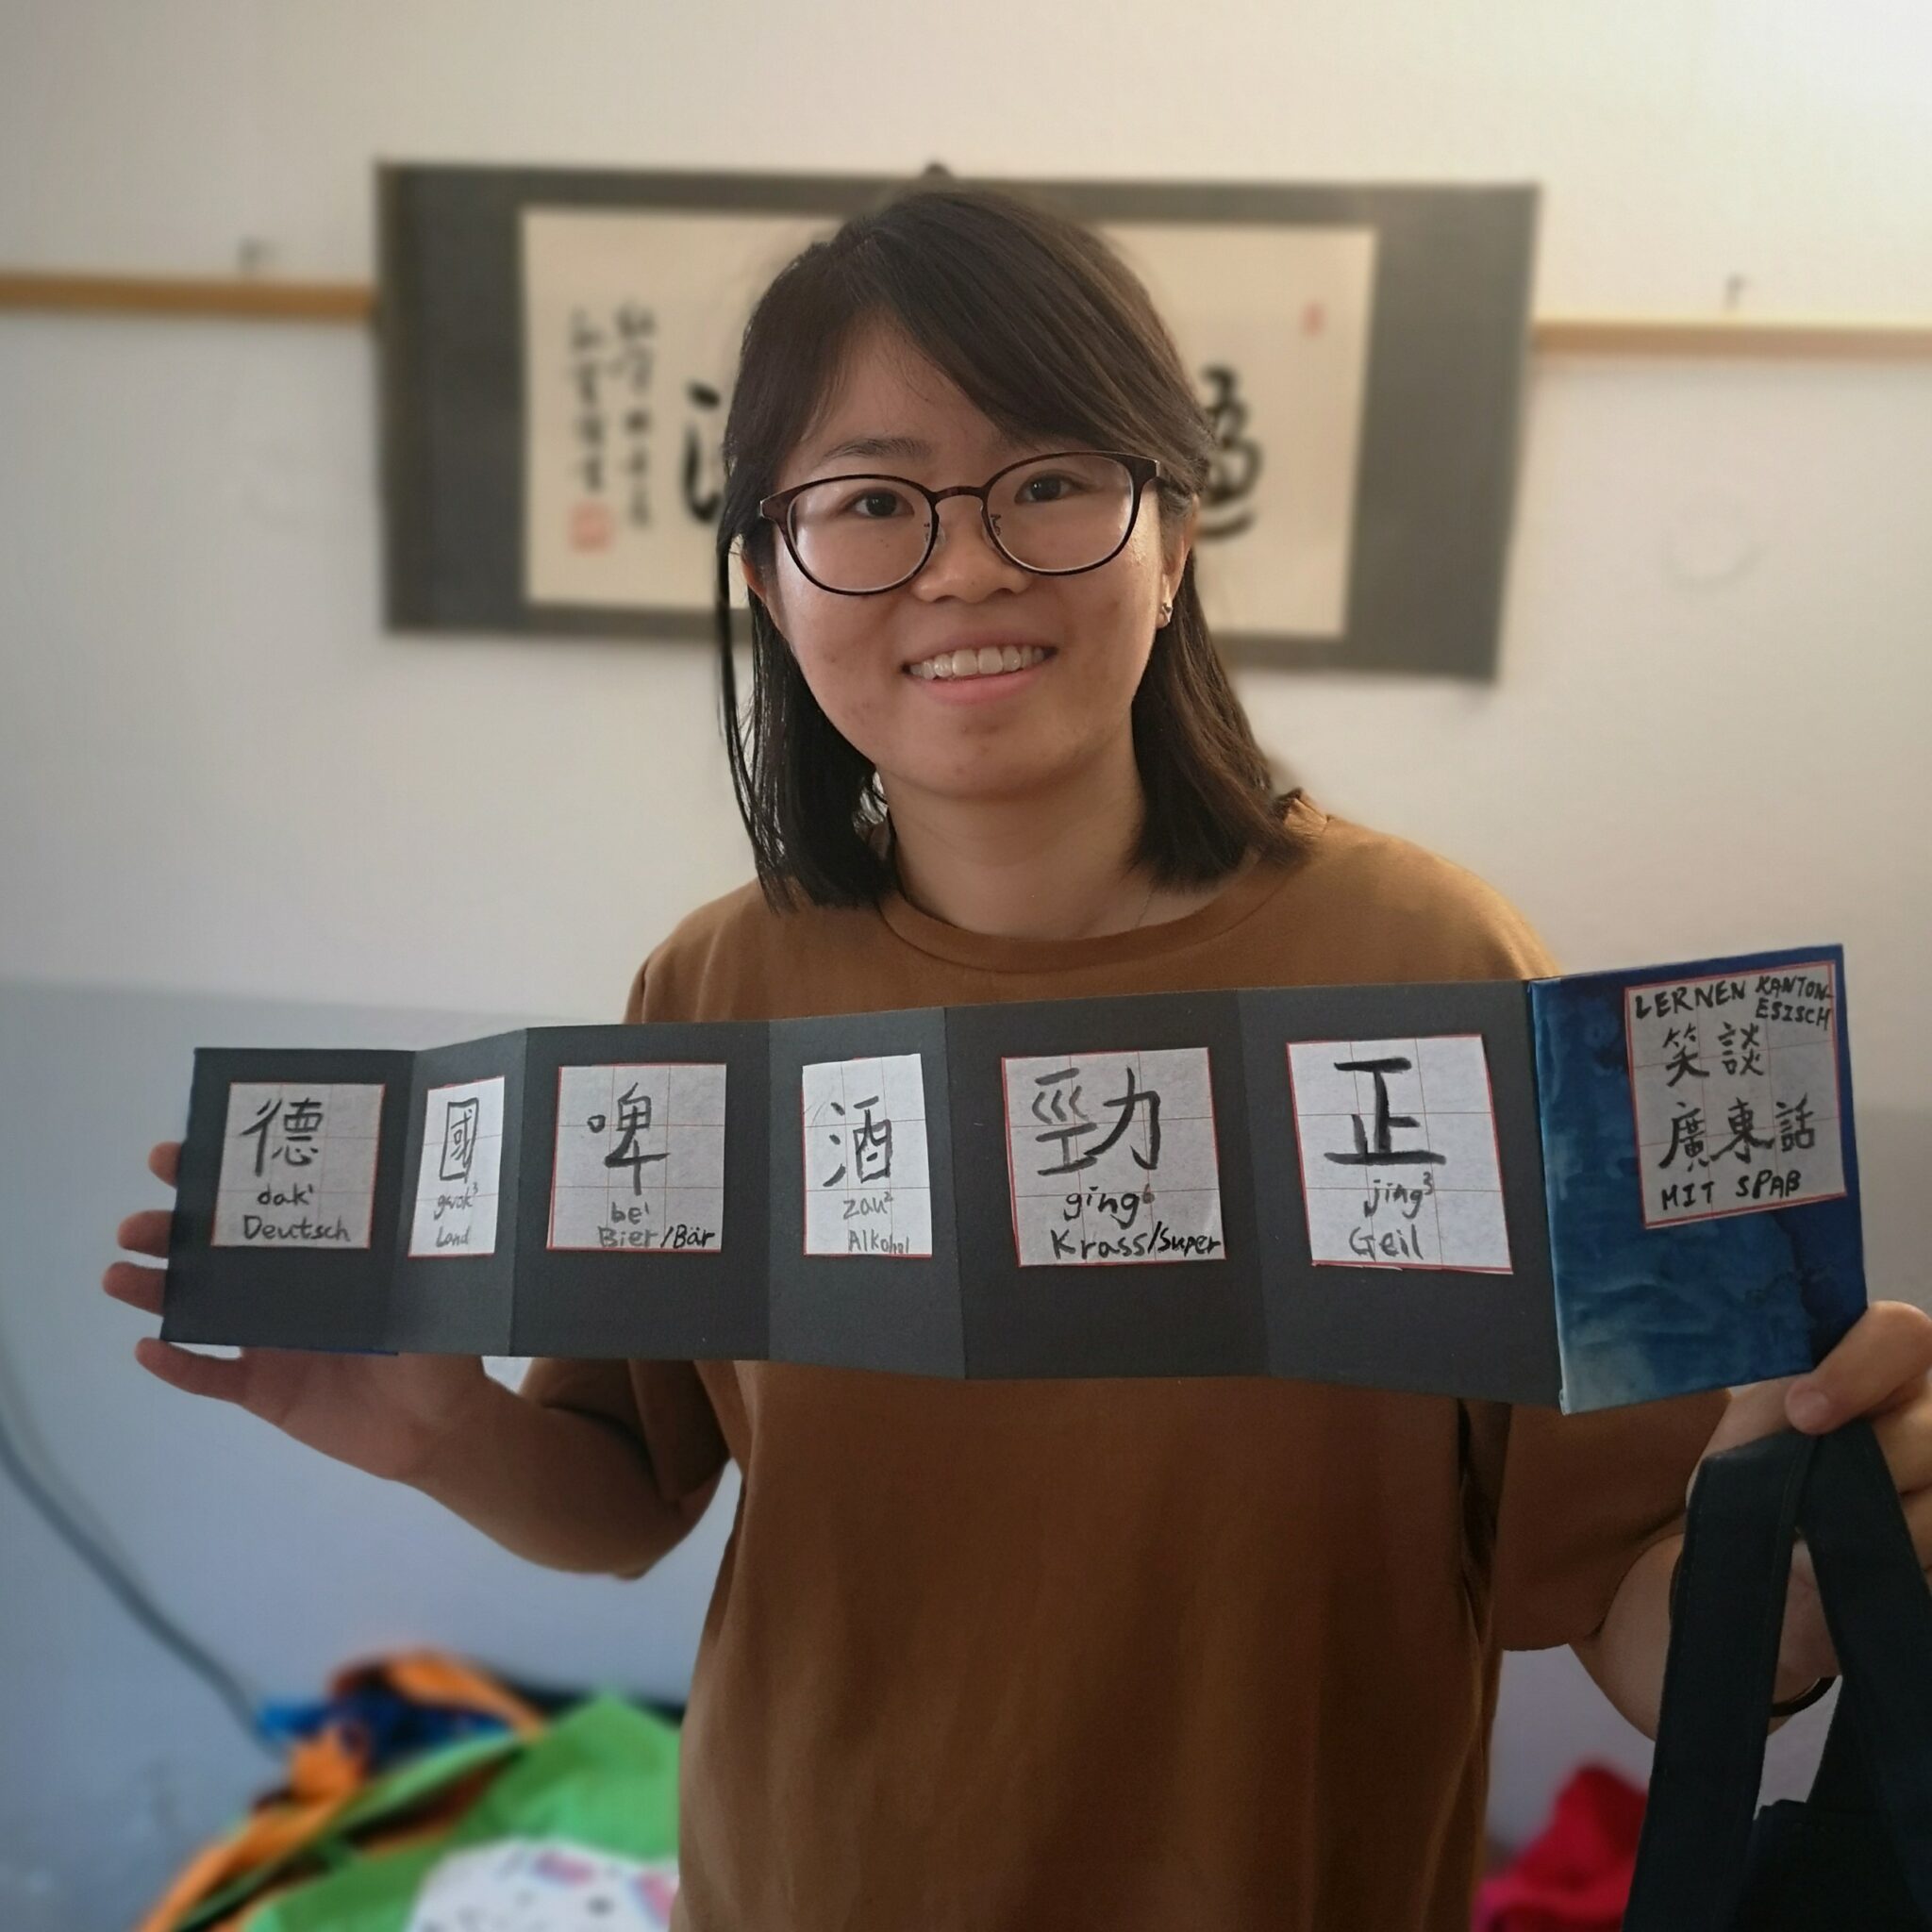 德
dak¹
Deutsch
國
gwok³
Land
啤
be¹
Bier/Bär
酒
zau²
Alkohol
勁
ging⁶
Krass/Super
正
jing³
Geil
LERNEN KANTON-
ESISCH
笑談
廣東話
MIT SPAß